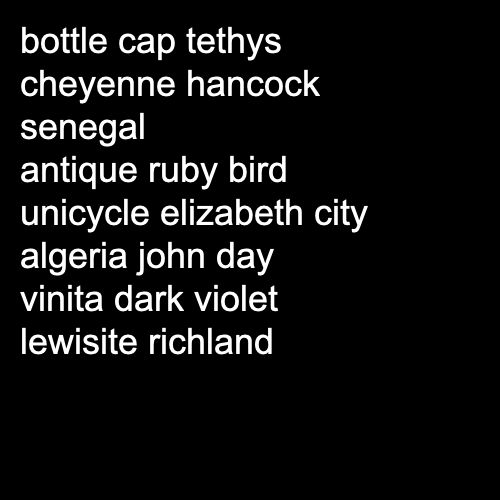 bottle cap tethys
cheyenne hancock
senegal
antique ruby bird
unicycle elizabeth city
algeria john day
vinita dark violet
lewisite richland